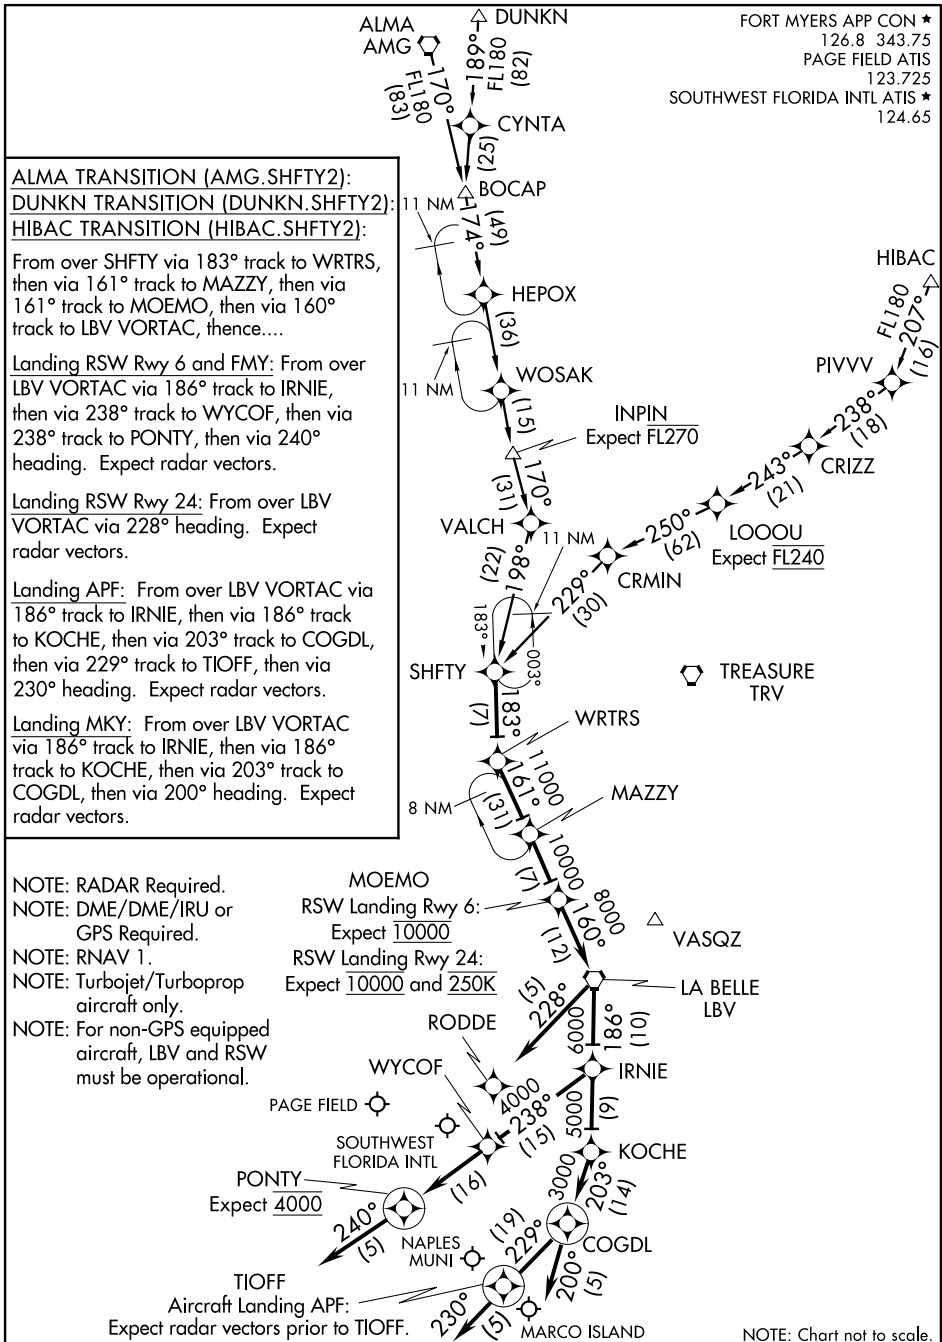 ALMA
AMG
DUNKN
FORT MYERS APP CON ★
126.8 343.75
PAGE FIELD ATIS
123.725
SOUTHWEST FLORIDA INTL ATIS ★
124.65
170°
FL180
(83)
189°
FL180
(82)
CYNTA
(25)
BOCAP
ALMA TRANSITION (AMG.SHFTY2):
DUNKN TRANSITION (DUNKN.SHFTY2):
HIBAC TRANSITION (HIBAC.SHFTY2):
From over SHFTY via 183° track to WRTRS,
then via 161° track to MAZZY, then via
161° track to MOEMO, then via 160°
track to LBV VORTAC, thence....
Landing RSW Rwy 6 and FMY: From over
LBV VORTAC via 186° track to IRNIE,
then via 238° track to WYCOF, then via
238° track to PONTY, then via 240°
heading. Expect radar vectors.
Landing RSW Rwy 24: From over LBV
VORTAC via 228° heading. Expect
radar vectors.
Landing APF: From over LBV VORTAC via
186° track to IRNIE, then via 186° track
to KOCHE, then via 203° track to COGDL,
then via 229° track to TIOFF, then via
230° heading. Expect radar vectors.
Landing MKY: From over LBV VORTAC
via 186° track to IRNIE, then via 186°
track to KOCHE, then via 203° track to
COGDL, then via 200° heading. Expect
radar vectors.
11 NM
174°
(49)
HEPOX
(36)
11 NM
WOSAK
(15)
INPIN
Expect FL270
170°
(31)
VALCH
198°
(22)
11 NM
183°
003°
SHFTY
HIBAC
FL180
207°
(16)
PIVVV
238°
(18)
CRIZZ
243°
(21)
LOOOU
Expect FL240
250°
(62)
CRMIN
229°
(30)
TREASURE
TRV
183°
(7)
WRTRS
11000
161°
(31)
8 NM
MAZZY
10000
(7)
MOEMO
RSW Landing Rwy 6:
Expect 10000
RSW Landing Rwy 24:
Expect 10000 and 250K
8000
160°
(12)
VASQZ
LA BELLE
LBV
NOTE: RADAR Required.
NOTE: DME/DME/IRU or
GPS Required.
NOTE: RNAV 1.
NOTE: Turbojet/Turboprop
aircraft only.
NOTE: For non-GPS equipped
aircraft, LBV and RSW
must be operational.
(5)
228°
6000
186°
(10)
RODDE
WYCOF
IRNIE
4000
238°
(15)
5000
(9)
PAGE FIELD
SOUTHWEST
FLORIDA INTL
KOCHE
PONTY
Expect 4000
(16)
3000
203°
(14)
240°
(5)
NAPLES
MUNI
(19)
229°
COGDL
200°
(5)
TIOFF
Aircraft Landing APF:
Expect radar vectors prior to TIOFF.
230°
(5)
MARCO ISLAND
NOTE: Chart not to scale.